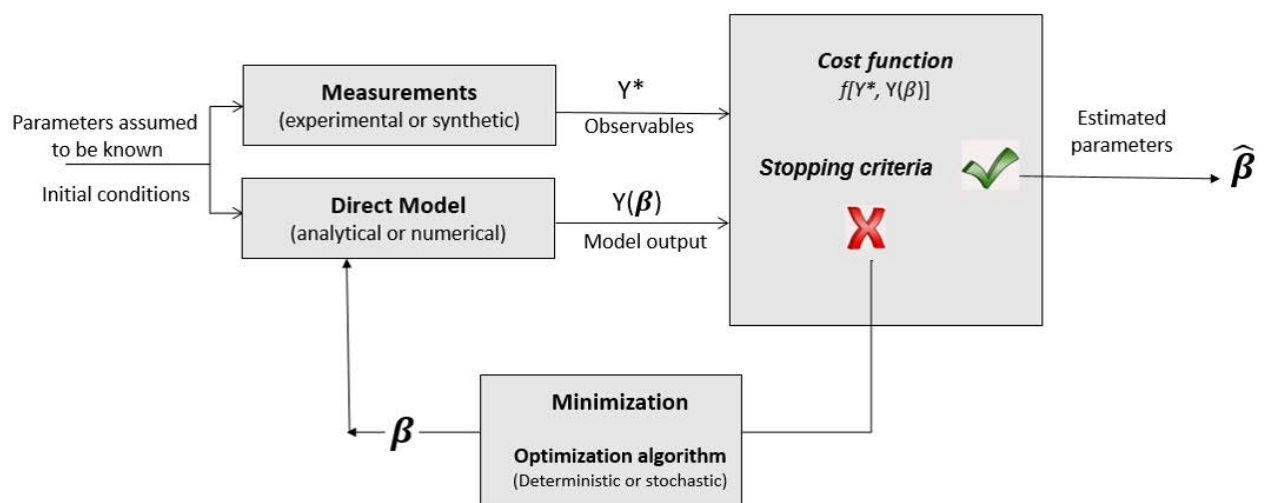 Parameters assumed
to be known
Initial conditions
Measurements
(experimental or synthetic)
Y*
Observables
Direct Model
(analytical or numerical)
Y(β)
Model output
Cost function
f[Y*, Y(β)]
Stopping criteria
Estimated
parameters
β̂
Minimization
Optimization algorithm
(Deterministic or stochastic)
β